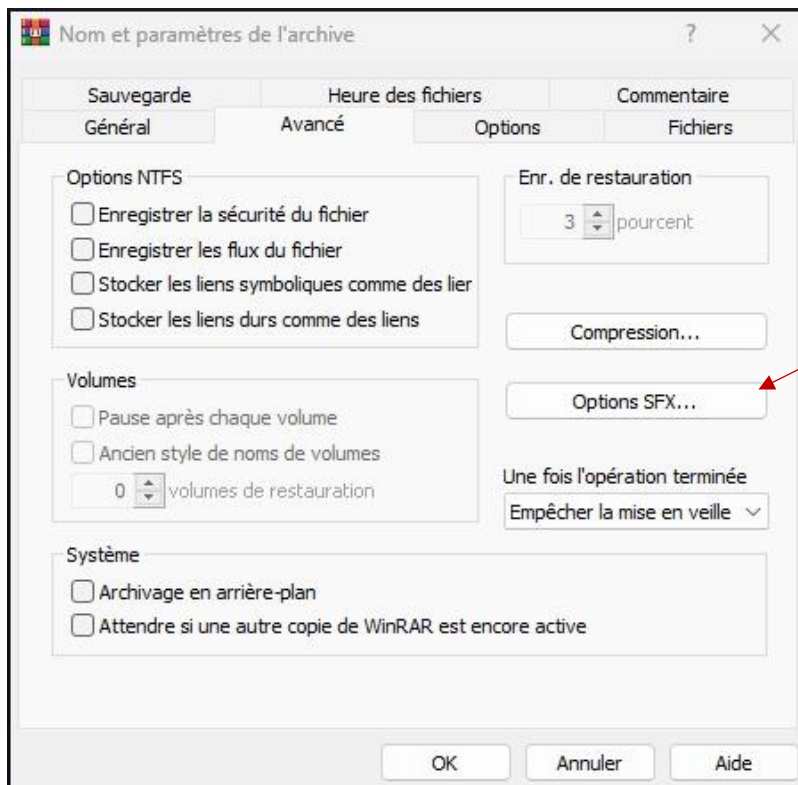 Nom et paramètres de l'archive
?
Sauvegarde Heure des fichiers Commentaire
Général Avancé Options Fichiers
Options NTFS
Enregistrer la sécurité du fichier
Enregistrer les flux du fichier
Stocker les liens symboliques comme des lier
Stocker les liens durs comme des liens
Enr. de restauration
3 pourcent
Compression...
Options SFX...
Volumes
Pause après chaque volume
Ancien style de noms de volumes
0 volumes de restauration
Une fois l'opération terminée
Empêcher la mise en veille
Système
Archivage en arrière-plan
Attendre si une autre copie de WinRAR est encore active
OK Annuler Aide